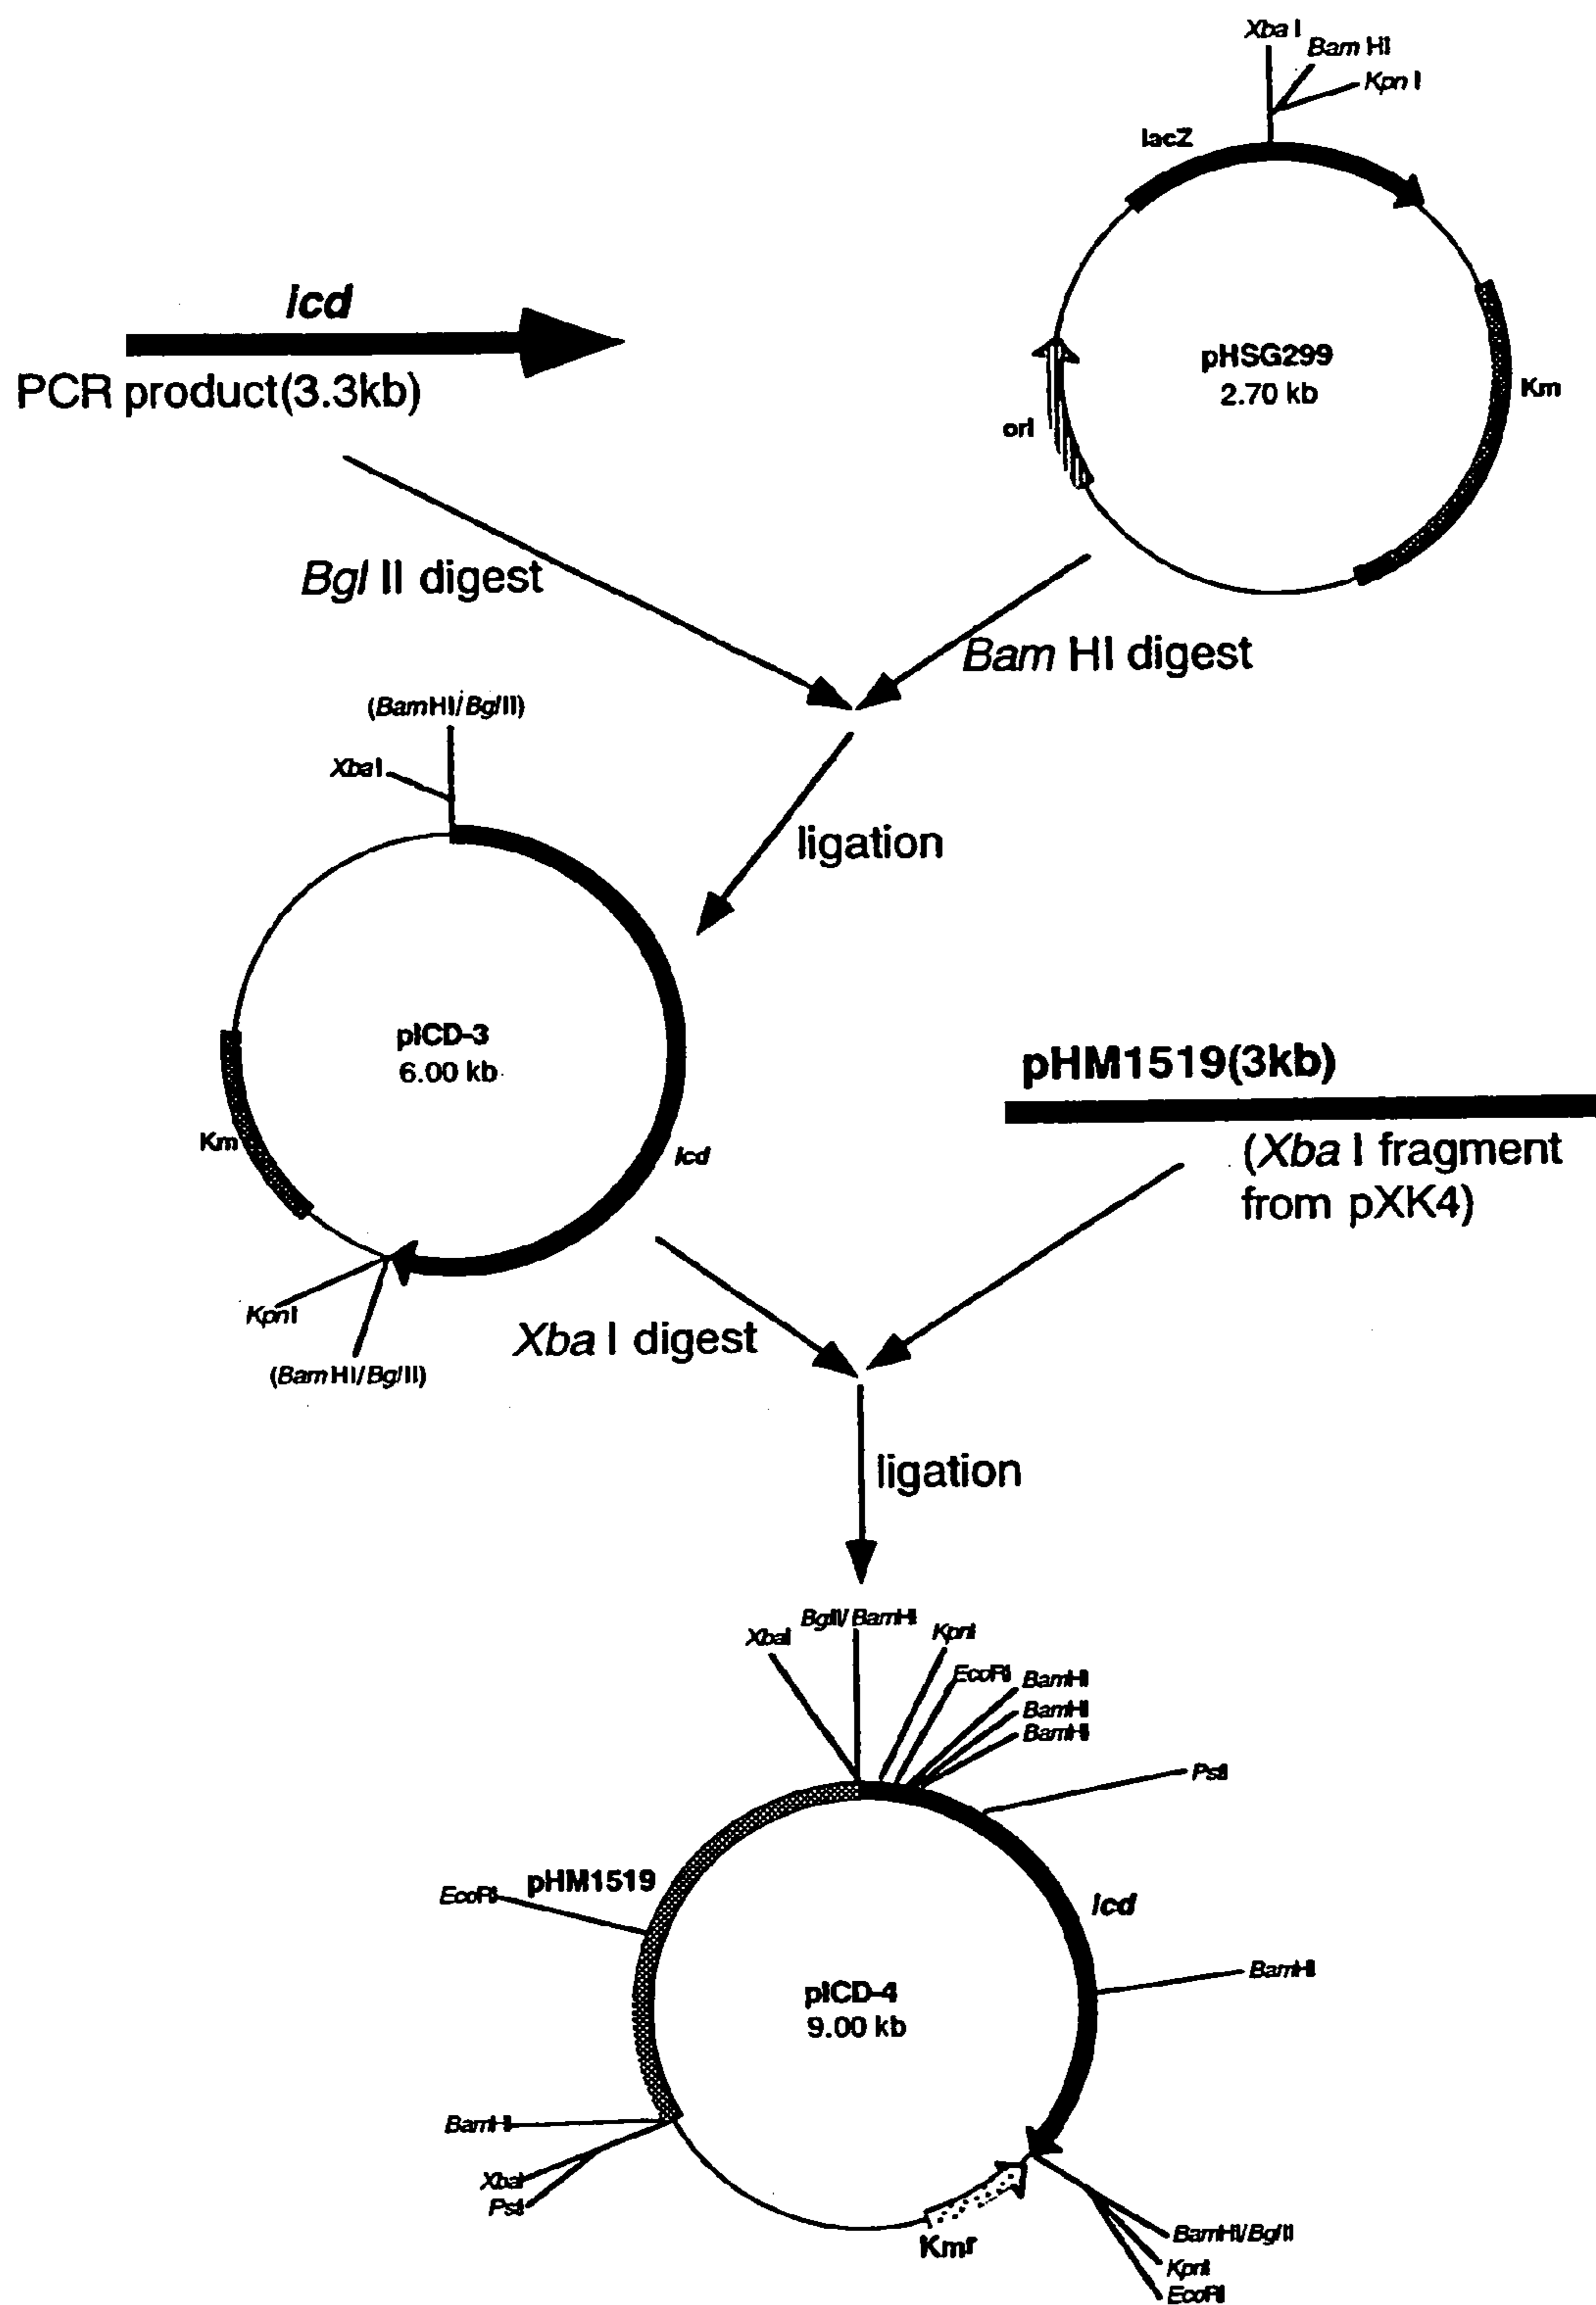 Xba I
Bam HI
Kpn I
lacZ
icd
PCR product(3.3kb)
pHSG299
2.70 kb
Km
ori
Bgl II digest
Bam HI digest
(BamHI/BglII)
XbaI
ligation
pICD-3
6.00 kb
pHM1519(3kb)
(Xba I fragment
from pXK4)
Km
icd
KpnI
(BamHI/BglII)
Xba I digest
ligation
BglII/BamHI
XbaI
KpnI
EcoRI
BamHI
BamHI
BamHI
PstI
pHM1519
EcoRI
icd
BamHI
pICD-4
9.00 kb
BamHI
XbaI
PstI
Kmr
BamHI/BglII
KpnI
EcoRI